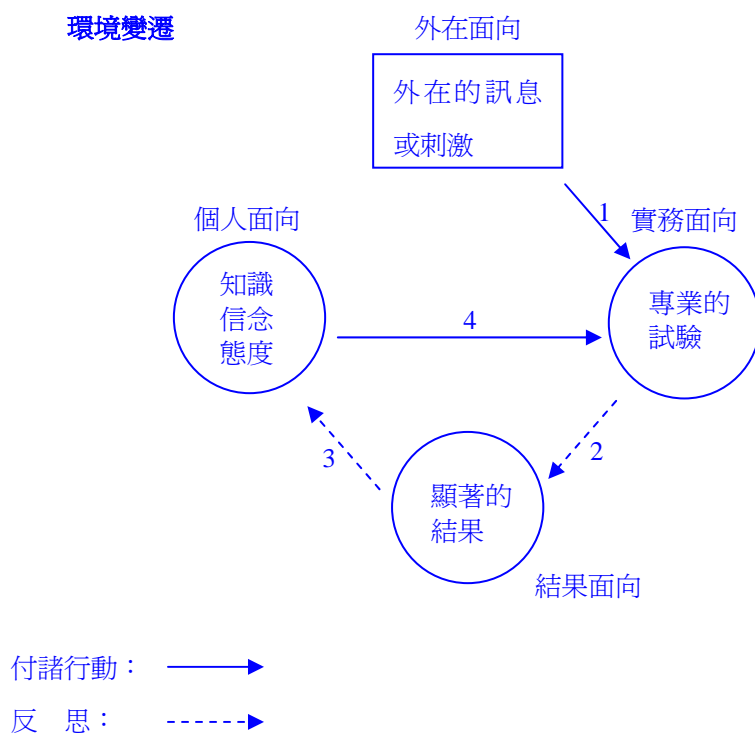 環境變遷
外在面向
外在的訊息
或刺激
1
個人面向
實務面向
知識
信念
態度
4
專業的
試驗
3
2
顯著的
結果
結果面向
付諸行動：
反 思：